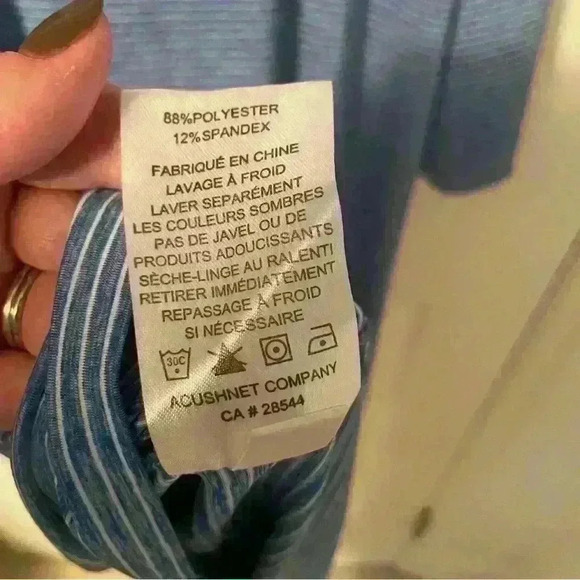 88%POLYESTER
12%SPANDEX
FABRIQUÉ EN CHINE
LAVAGE À FROID
LAVER SEPARÉMENT
LES COULEURS SOMBRES
PAS DE JAVEL OU DE
PRODUITS ADOUCISSANTS
SÈCHE-LINGE AU RALENTI
RETIRER IMMÉDIATEMENT
REPASSAGE À FROID
SI NÉCESSAIRE
30C
ACUSHNET COMPANY
CA # 28544